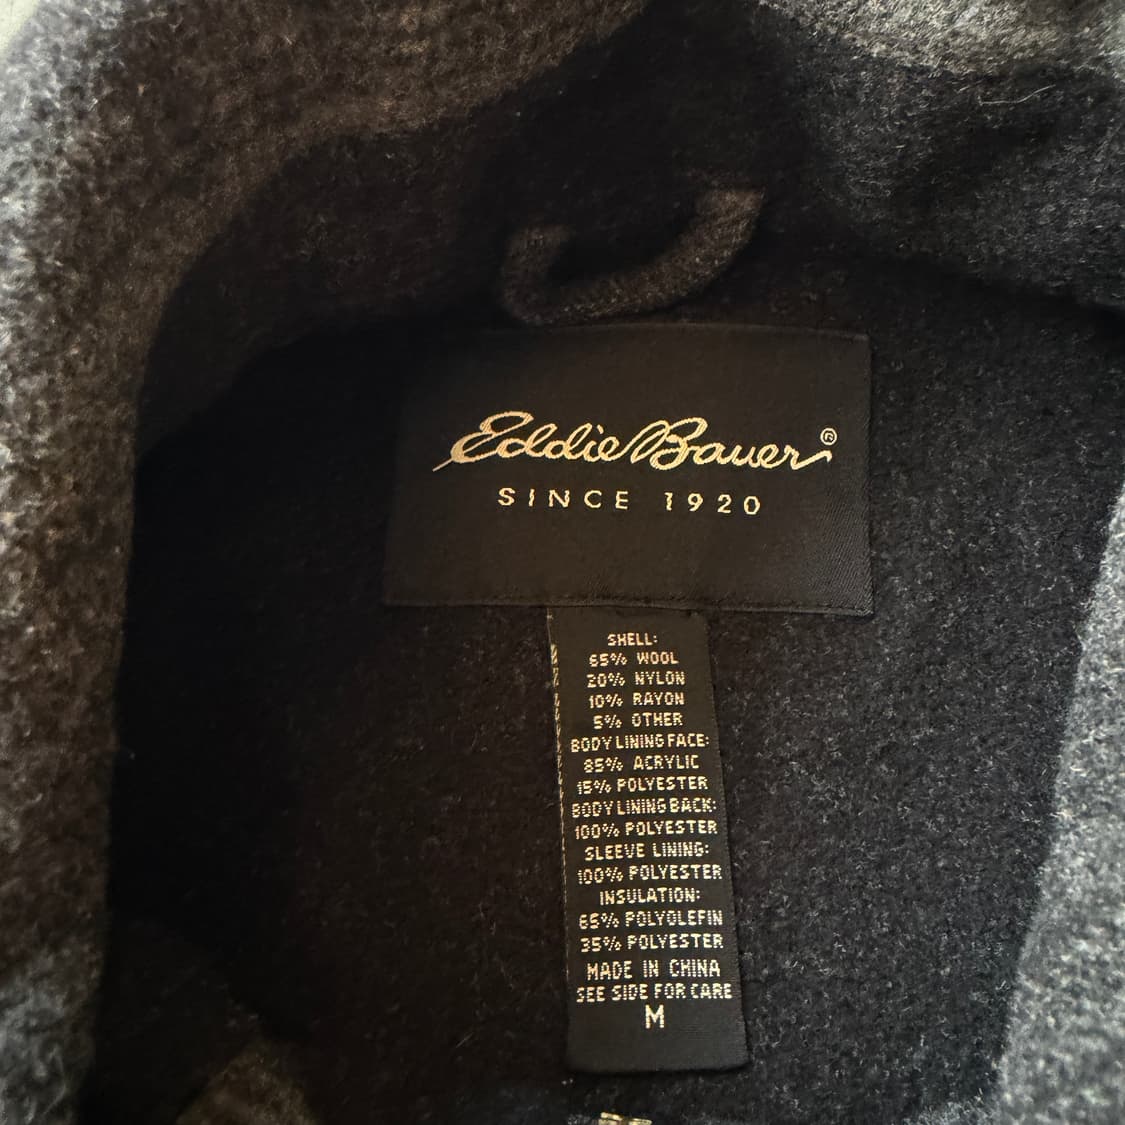 Eddie Bauer®
SINCE 1920
SHELL:
65% WOOL
20% NYLON
10% RAYON
5% OTHER
BODY LINING FACE:
85% ACRYLIC
15% POLYESTER
BODY LINING BACK:
100% POLYESTER
SLEEVE LINING:
100% POLYESTER
INSULATION:
65% POLYOLEFIN
35% POLYESTER
MADE IN CHINA
SEE SIDE FOR CARE
M